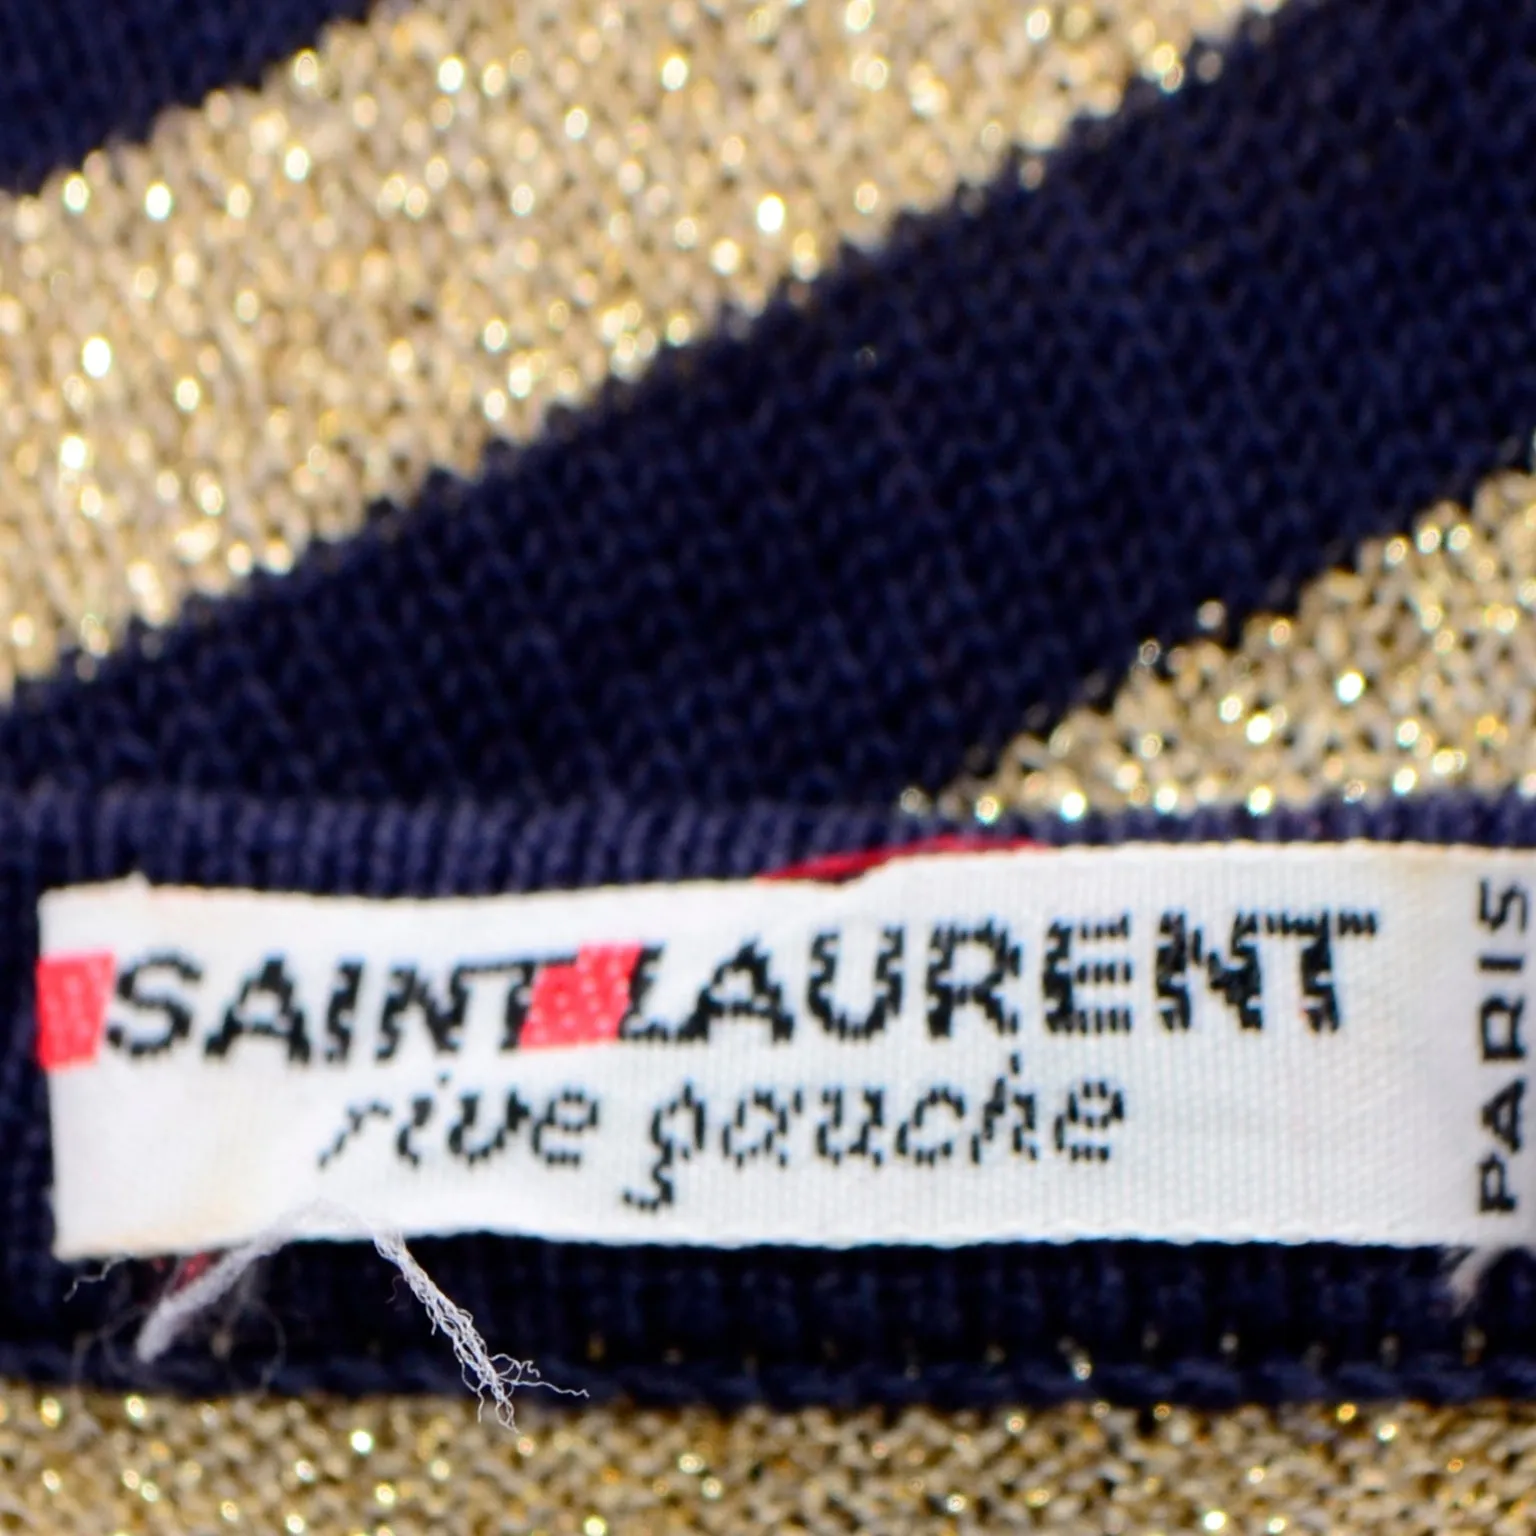 SAINT LAURENT
rive gauche
PARIS